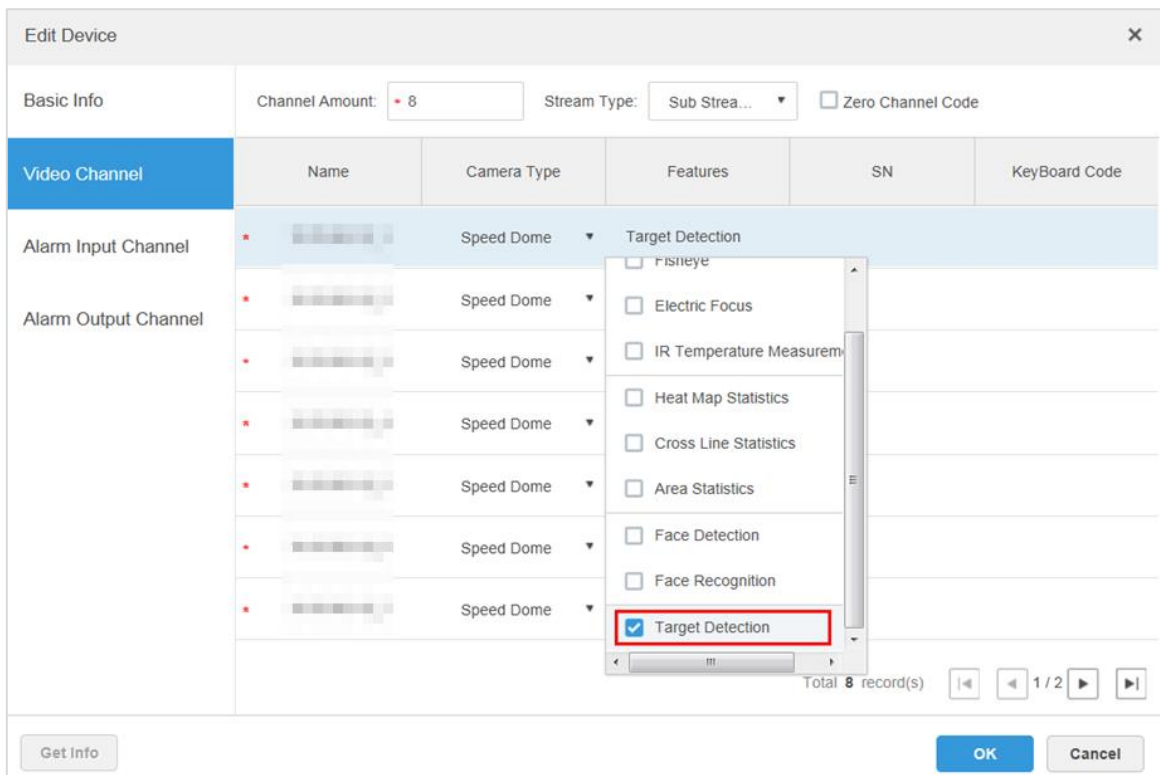 Edit Device ×
Basic Info
Channel Amount: * 8 Stream Type: Sub Strea... Zero Channel Code
Video Channel
Name Camera Type Features SN KeyBoard Code
Alarm Input Channel
* Speed Dome Target Detection
Fisheye
Alarm Output Channel
* Speed Dome Electric Focus
* Speed Dome IR Temperature Measurem
Heat Map Statistics
* Speed Dome Cross Line Statistics
* Speed Dome Area Statistics
* Speed Dome Face Detection
Face Recognition
* Speed Dome Target Detection
Total 8 record(s) 1 / 2
Get Info OK Cancel